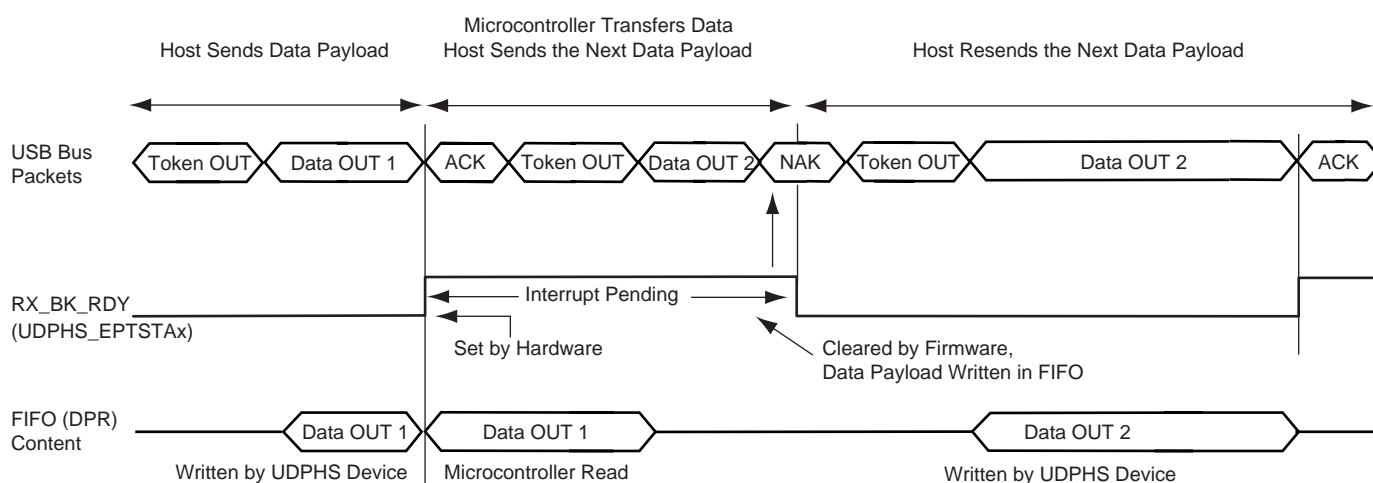 Host Sends Data Payload
Microcontroller Transfers Data
Host Sends the Next Data Payload
Host Resends the Next Data Payload
USB Bus
Packets
Token OUT
Data OUT 1
ACK
Token OUT
Data OUT 2
NAK
Token OUT
Data OUT 2
ACK
RX_BK_RDY
(UDPHS_EPTSTAx)
Interrupt Pending
Set by Hardware
Cleared by Firmware,
Data Payload Written in FIFO
FIFO (DPR)
Content
Data OUT 1
Data OUT 1
Data OUT 2
Written by UDPHS Device
Microcontroller Read
Written by UDPHS Device